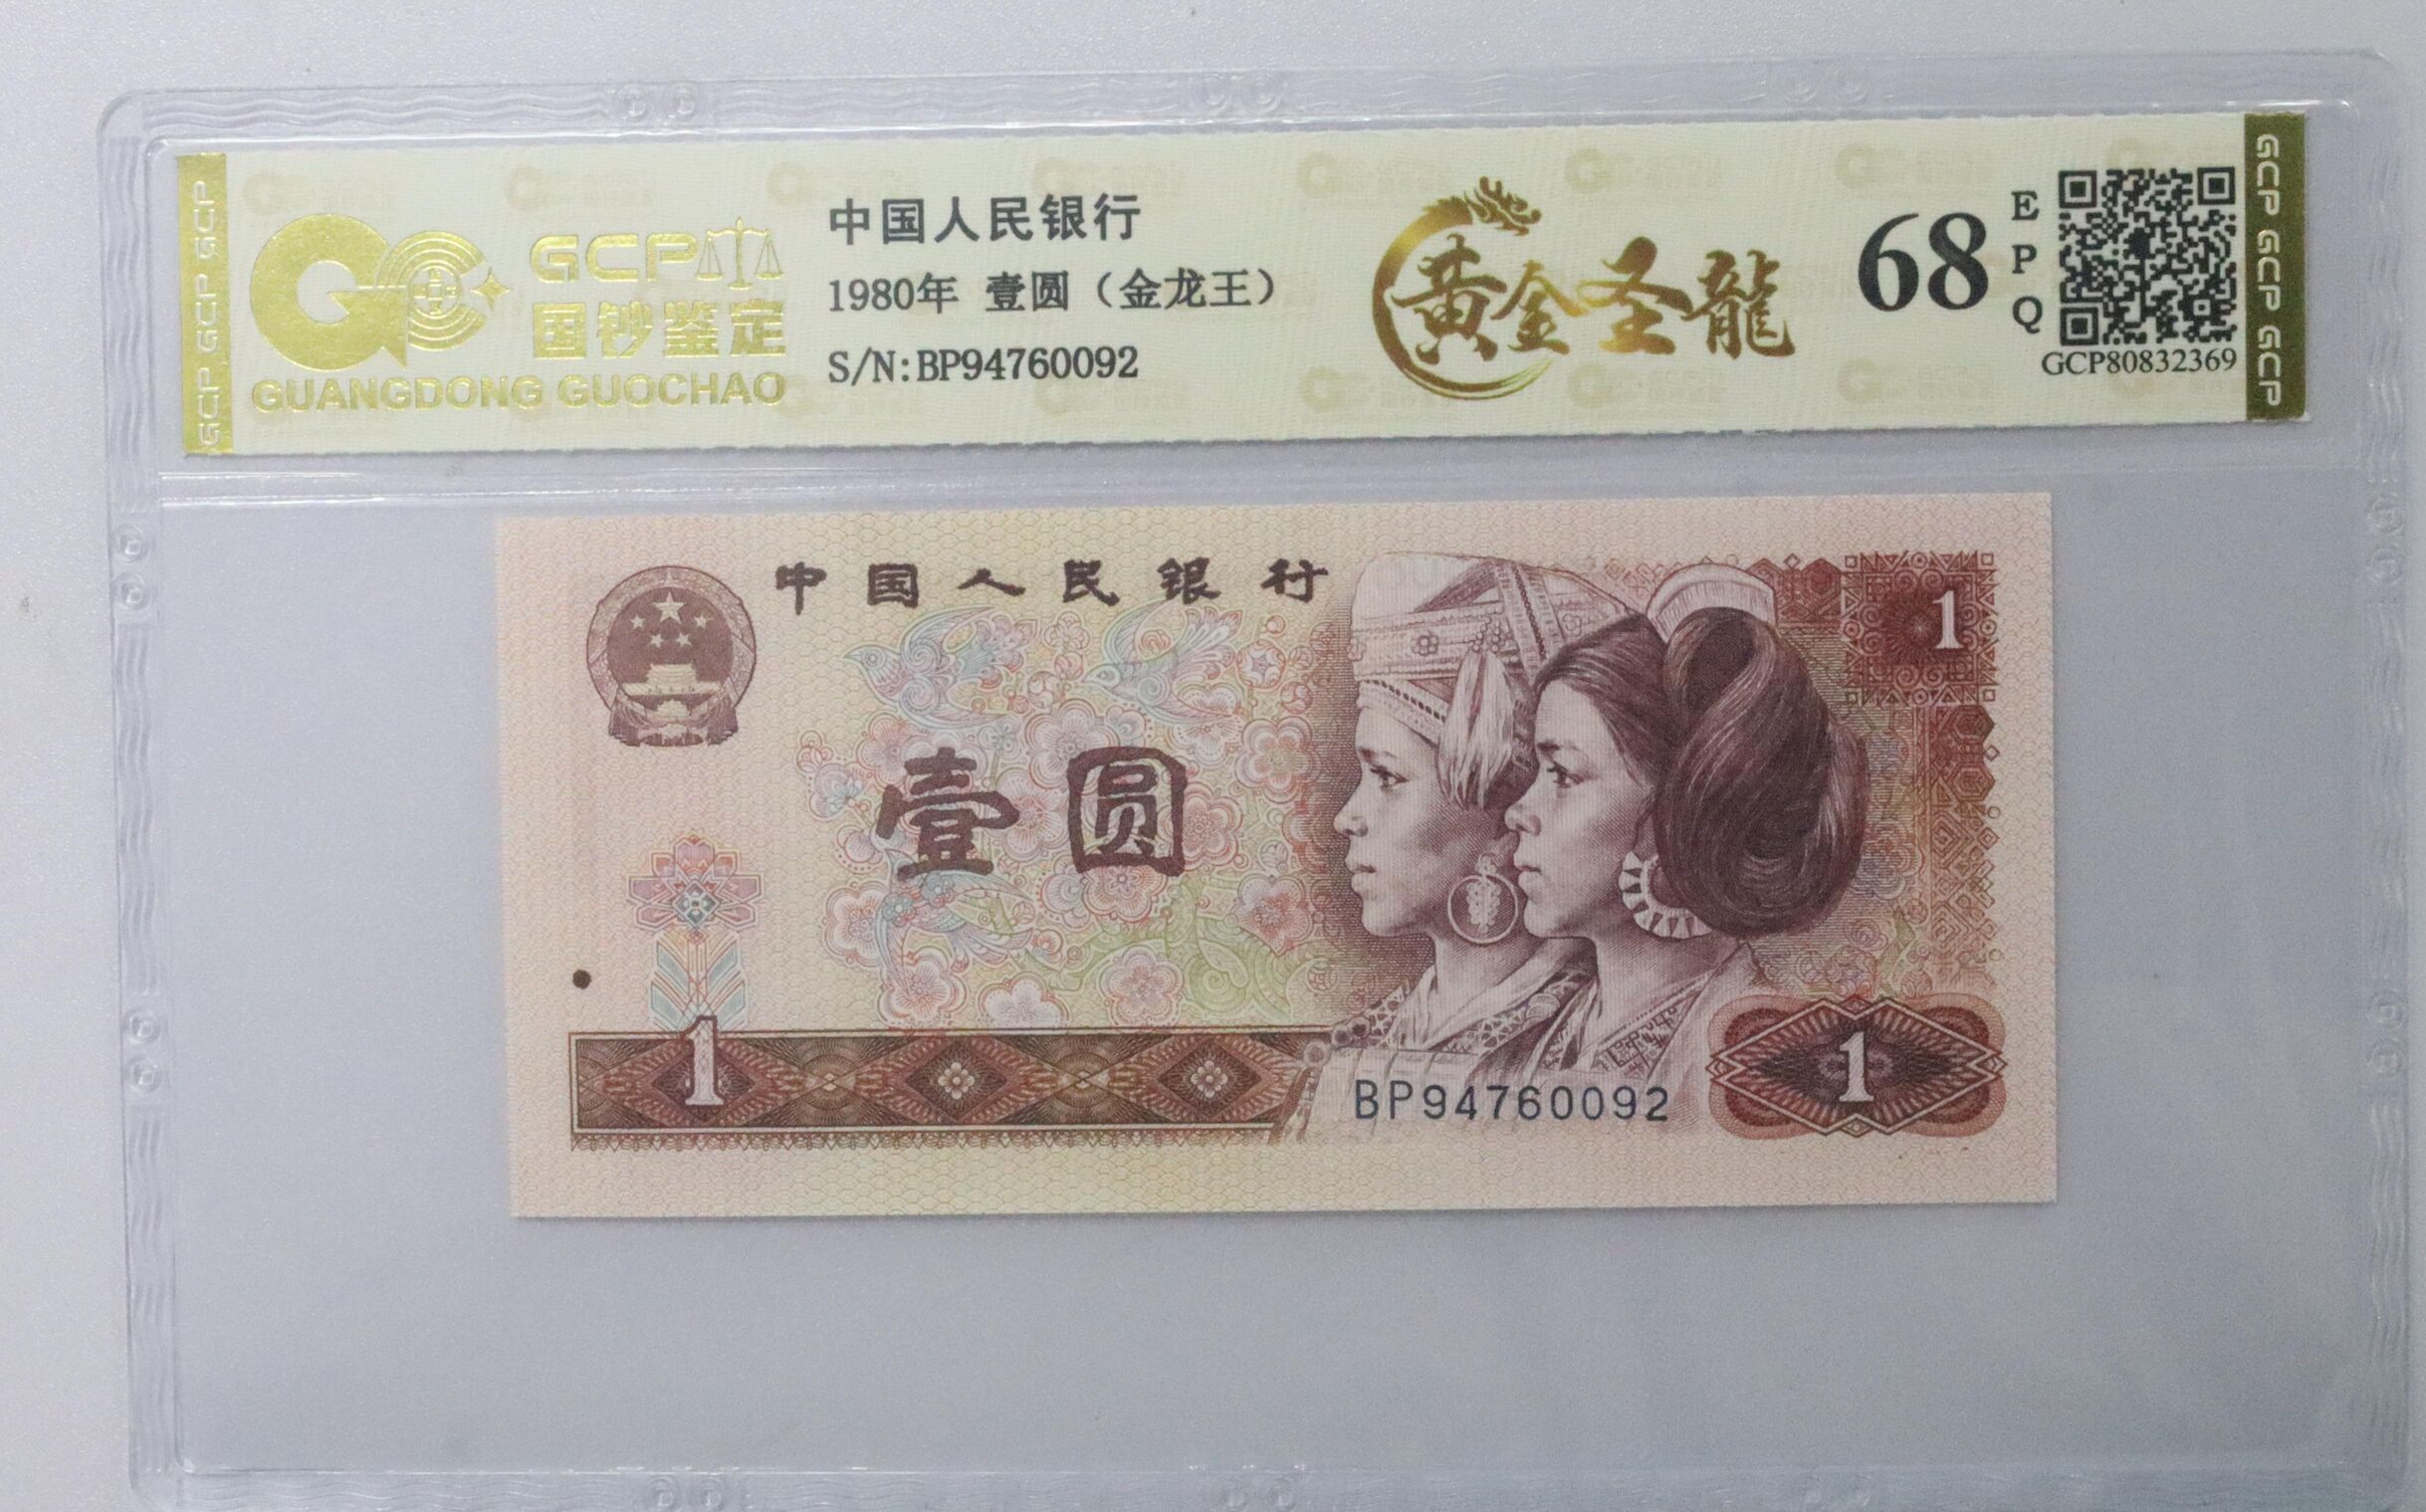 GCP GCP GCP
GCP
国钞鉴定
GUANGDONG GUOCHAO
中国人民银行
1980年 壹圆（金龙王）
S/N:BP94760092
黄金圣龍
68
EPQ
GCP80832369
GCP GCP GCP
中国人民银行
1
壹圆
1
BP94760092
1